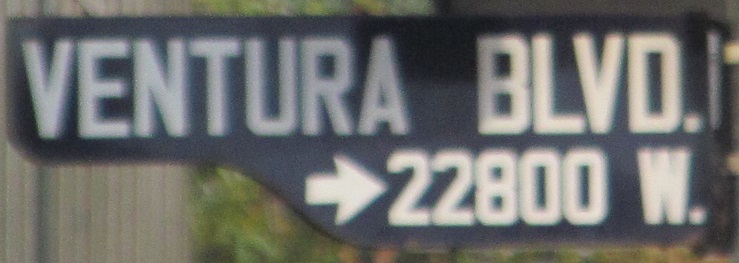 VENTURA BLVD.
→22800 W.